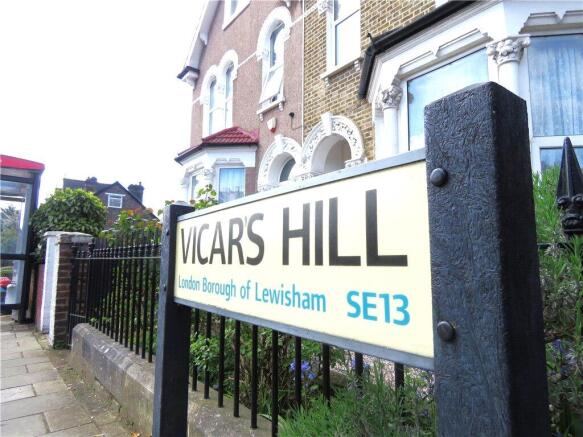 VICAR'S HILL
London Borough of Lewisham SE13